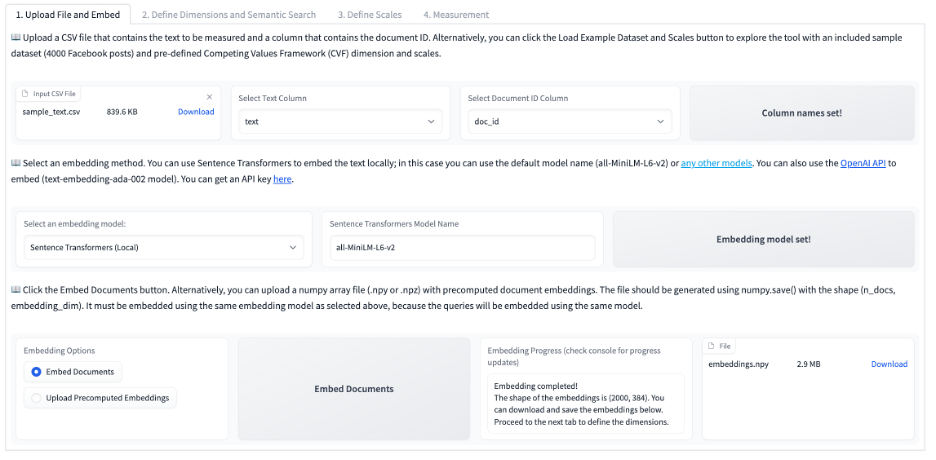 1. Upload File and Embed
2. Define Dimensions and Semantic Search
3. Define Scales
4. Measurement
📖 Upload a CSV file that contains the text to be measured and a column that contains the document ID. Alternatively, you can click the Load Example Dataset and Scales button to explore the tool with an included sample
dataset (4000 Facebook posts) and pre-defined Competing Values Framework (CVF) dimension and scales.
Input CSV File
sample_text.csv 839.6 KB Download
Select Text Column
text
Select Document ID Column
doc_id
Column names set!
📖 Select an embedding method. You can use Sentence Transformers to embed the text locally; in this case you can use the default model name (all-MiniLM-L6-v2) or any other models. You can also use the OpenAI API to
embed (text-embedding-ada-002 model). You can get an API key here.
Select an embedding model:
Sentence Transformers (Local)
Sentence Transformers Model Name
all-MiniLM-L6-v2
Embedding model set!
📖 Click the Embed Documents button. Alternatively, you can upload a numpy array file (.npy or .npz) with precomputed document embeddings. The file should be generated using numpy.save() with the shape (n_docs,
embedding_dim). It must be embedded using the same embedding model as selected above, because the queries will be embedded using the same model.
Embedding Options
Embed Documents
Upload Precomputed Embeddings
Embed Documents
Embedding Progress (check console for progress
updates)
Embedding completed!
The shape of the embeddings is (2000, 384). You
can download and save the embeddings below.
Proceed to the next tab to define the dimensions.
File
embeddings.npy 2.9 MB Download